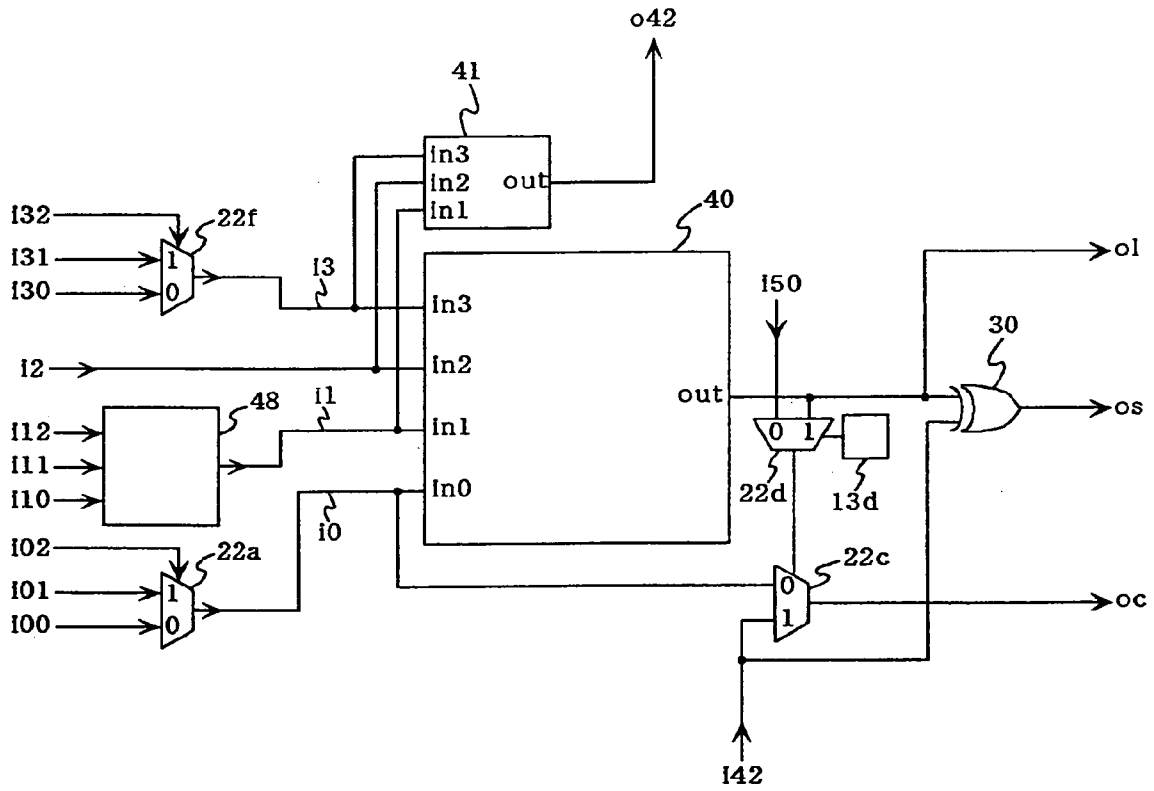 o42
41
in3
in2
out
in1
I32
22f
I31
1
I30
0
I3
40
in3
I50
ol
30
I2
in2
out
os
48
I1
I12
in1
0 1
I11
22d
13d
I10
in0
i0
I02
22a
22c
I01
1
0
I00
0
1
oc
I42